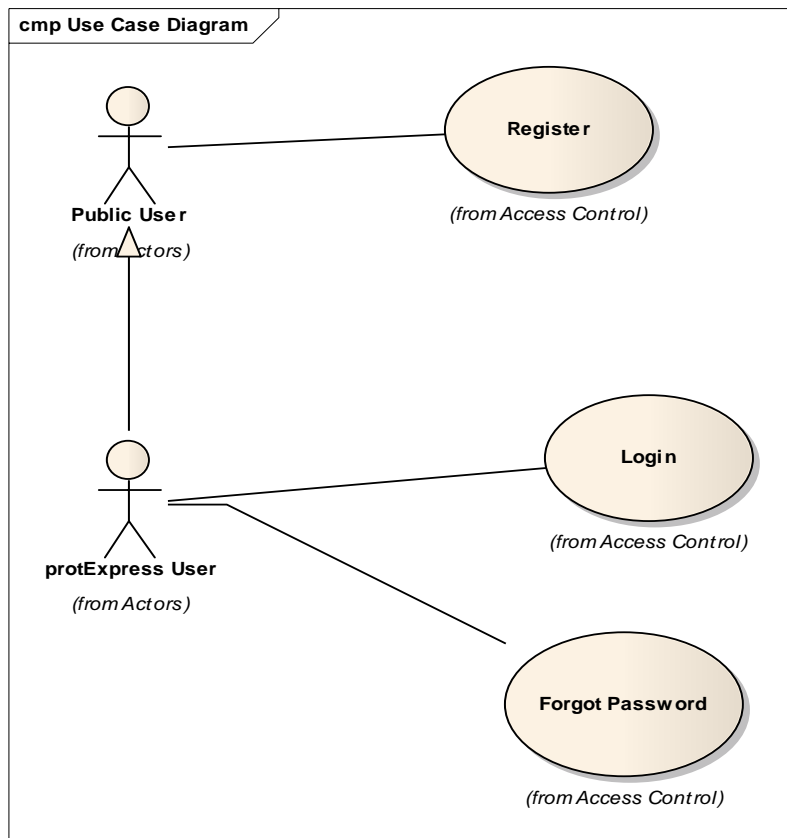 cmp Use Case Diagram
Register
(from Access Control)
Public User
(from Actors)
Login
(from Access Control)
protExpress User
(from Actors)
Forgot Password
(from Access Control)